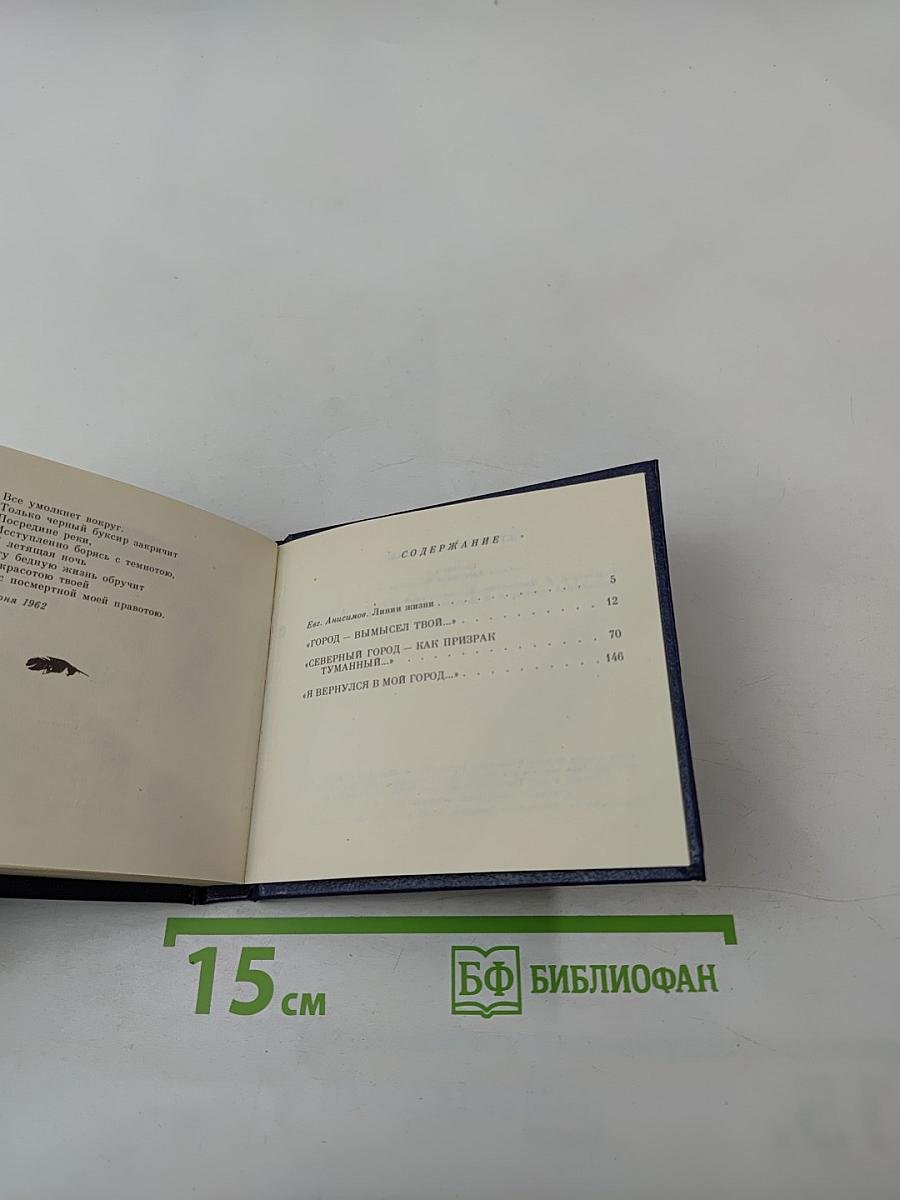 Все умолкнет вокруг.
Только черный буксир закричит
Посредине реки,
Исступленно борясь с темнотою,
летящая ночь
ту бедную жизнь обручит
красотою твоей
с посмертной моей правотою.
1962
СОДЕРЖАНИЕ
Евг. Анисимов. Линии жизни . . . . . . . . . . 5
«ГОРОД — ВЫМЫСЕЛ ТВОЙ...» . . . . . . . . . . 12
«СЕВЕРНЫЙ ГОРОД — КАК ПРИЗРАК
ТУМАННЫЙ...» . . . . . . . . . . 70
«Я ВЕРНУЛСЯ В МОЙ ГОРОД...» . . . . . . . . . . 146
15 см
БФ БИБЛИОФАН